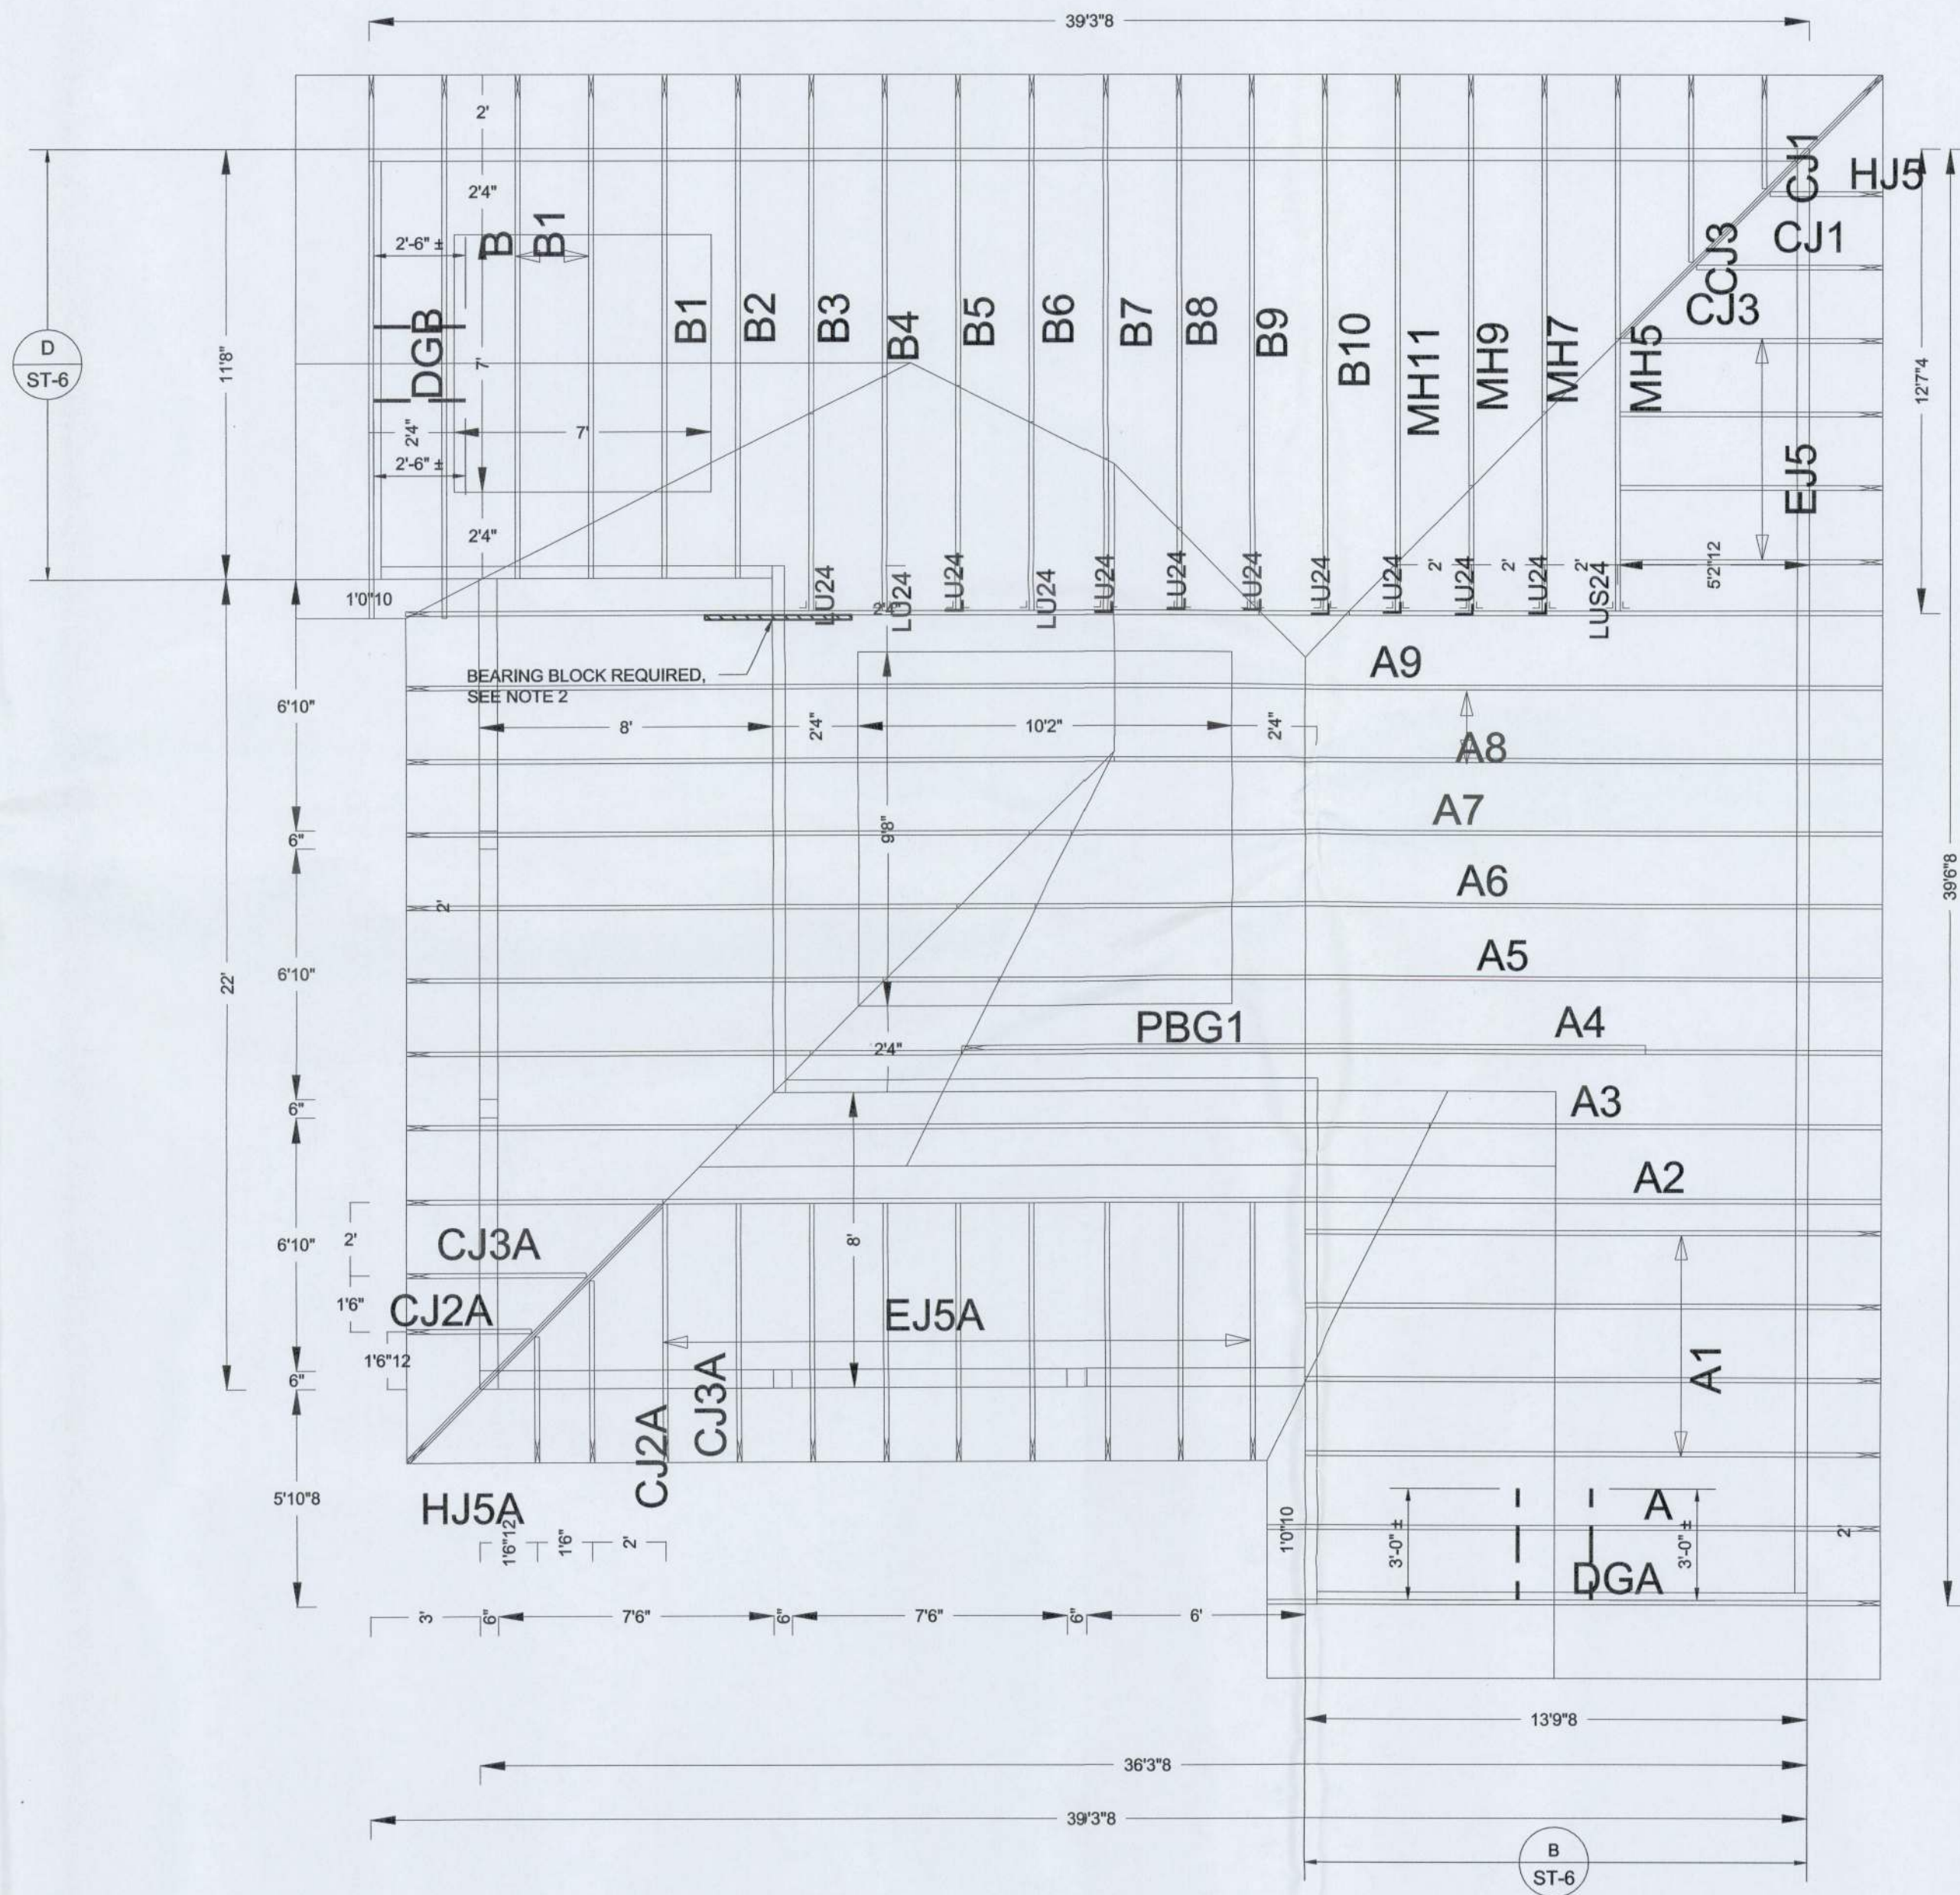 39'3"8
2'
2'4"
2'-6" ±
B
B1
DGB
7'
2'4"
7'
2'-6" ±
2'4"
D
ST-6
11'8"
B1
B2
B3
B4
B5
B6
B7
B8
B9
B10
MH11
MH9
MH7
MH5
CJ1
HJ5
CJ1
CJ3
CJ3
EJ5
12'7"4
1'0"10
LU24
LU24
LU24
LU24
LU24
LU24
LU24
LU24
LU24
LU24
LU24
LUS24
2'
2'
2'
5'2"12
BEARING BLOCK REQUIRED,
SEE NOTE 2
A9
6'10"
8'
2'4"
10'2"
2'4"
A8
A7
6"
9'8"
39'6"8
A6
2'
22'
6'10"
A5
PBG1
A4
2'4"
6"
A3
A2
6'10"
2'
CJ3A
8'
1'6"
CJ2A
EJ5A
1'6"12
6"
A1
CJ3A
CJ2A
5'10"8
HJ5A
1'6"12
1'6"
2'
1'0"10
3'-0" ±
A
3'-0" ±
2'
DGA
3'
6"
7'6"
6"
7'6"
6"
6'
13'9"8
36'3"8
39'3"8
B
ST-6